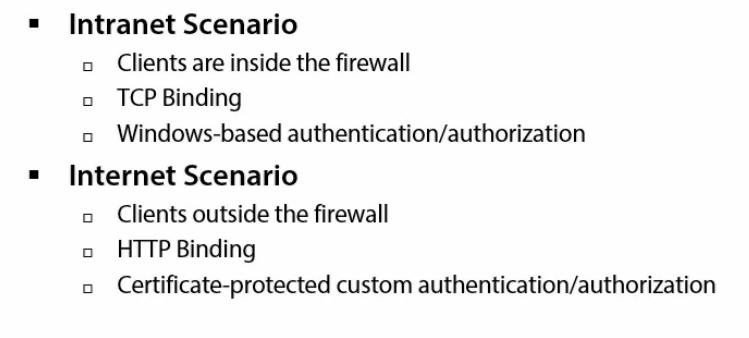 Intranet Scenario
Clients are inside the firewall
TCP Binding
Windows-based authentication/authorization
Internet Scenario
Clients outside the firewall
HTTP Binding
Certificate-protected custom authentication/authorization